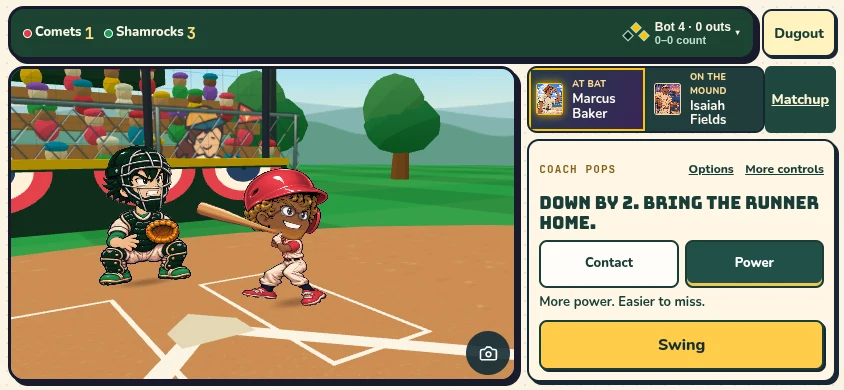 Comets 1 Shamrocks 3
Bot 4 · 0 outs
0–0 count
Dugout
AT BAT
Marcus
Baker
ON THE
MOUND
Isaiah
Fields
Matchup
COACH POPS
Options
More controls
DOWN BY 2. BRING THE RUNNER
HOME.
Contact
Power
More power. Easier to miss.
Swing